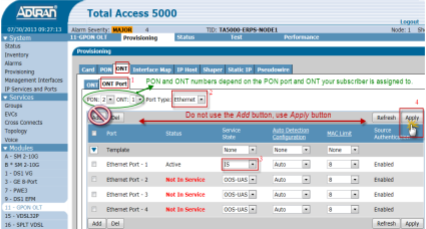 ADTRAN
Total Access 5000
Logout
07/30/2013 09:27:13
Alarm Severity: MAJOR 4
TID: TA5000-ERPS-NODE1
Node: 1
System
11-GPON OLT Provisioning Status Test Performance
Status
Inventory
Alarms
Provisioning
Management Interfaces
IP Services and Ports
Services
Groups
EVCs
Cross Connects
Topology
Voice
Modules
A - SM 2-10G
B * SM 2-10G
1 - DS1 VG
3 - GE 8-Port
7 - PWE3
9 - DS1 EFM
11 - GPON OLT
15 - VDSL32P
16 - SPLT VDSL
Provisioning
Card PON ONT Interface Map IP Host Shaper Static IP Pseudowire
ONT ONT Port 1
PON and ONT numbers depend on the PON port and ONT your subscriber is assigned to.
PON: 2 ONT: 1 Port Type: Ethernet 2
4
Add Del
Do not use the Add button, use Apply button
Refresh Apply
Port Status Service State Auto Detection Configuration MAC Limit Source
Template None None None
Ethernet Port - 1 Active IS 3 Auto 8 Enabled
Ethernet Port - 2 Not In Service OOS-UAS Auto 8 Enabled
Ethernet Port - 3 Not In Service OOS-UAS Auto 8 Enabled
Ethernet Port - 4 Not In Service OOS-UAS Auto 8 Enabled
Add Del Refresh Apply